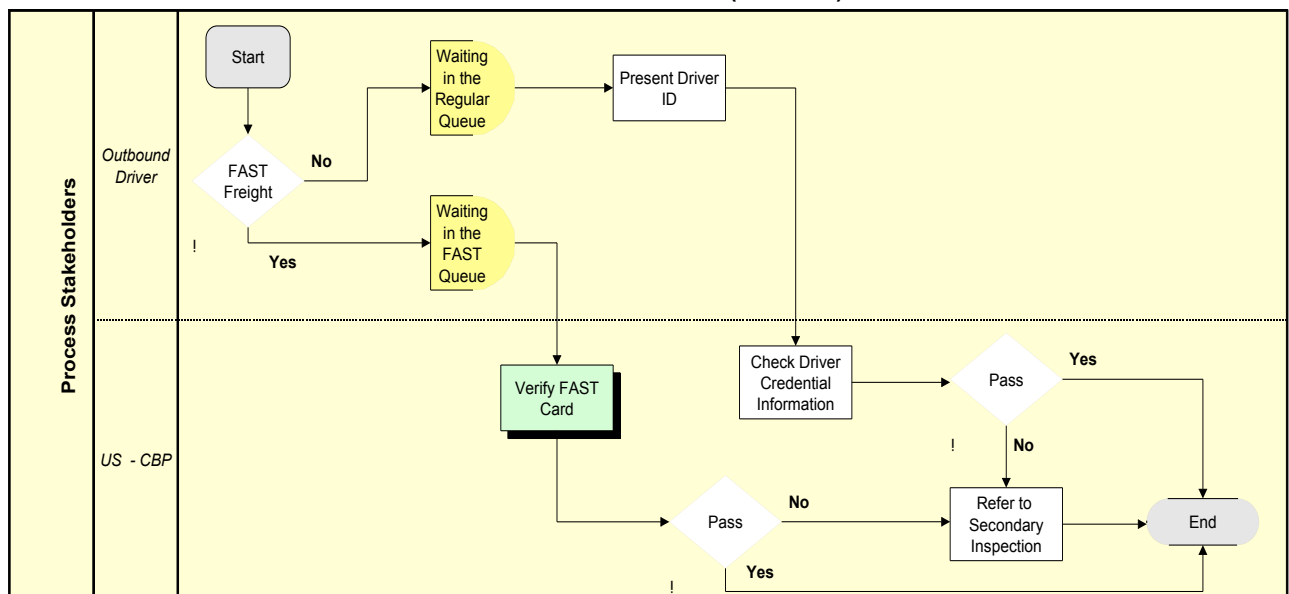 Process Stakeholders
Outbound
Driver
Start
FAST
Freight
No
Yes
!
Waiting
in the
Regular
Queue
Waiting
in the
FAST
Queue
Present Driver
ID
US - CBP
Verify FAST
Card
Check Driver
Credential
Information
Pass
Yes
!
No
Pass
No
Yes
!
Refer to
Secondary
Inspection
End